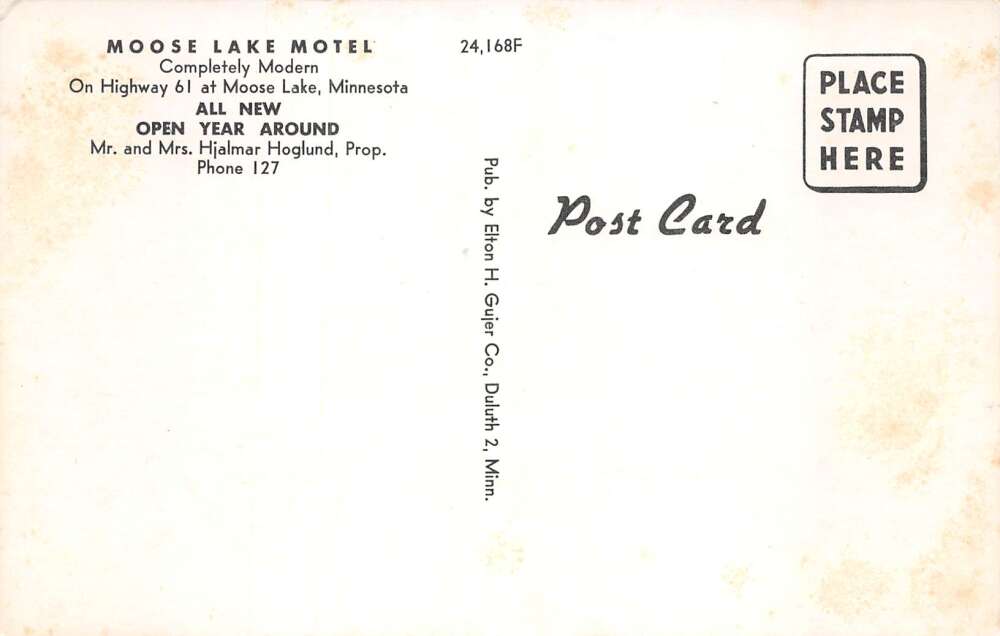 MOOSE LAKE MOTEL
Completely Modern
On Highway 61 at Moose Lake, Minnesota
ALL NEW
OPEN YEAR AROUND
Mr. and Mrs. Hjalmar Hoglund, Prop.
Phone 127
24,168F
Pub. by Elton H. Gujer Co., Duluth 2, Minn.
Post Card
PLACE
STAMP
HERE